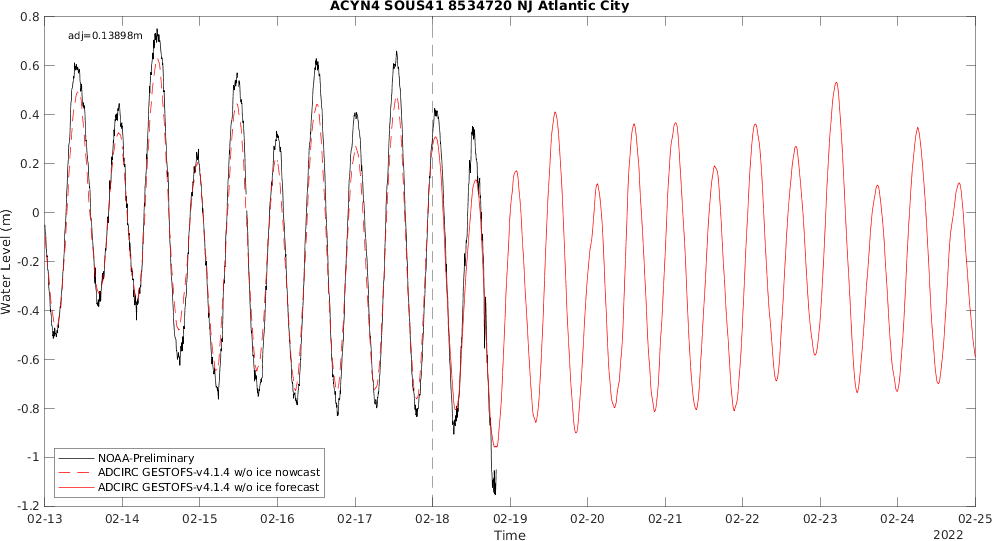 ACYN4 SOUS41 8534720 NJ Atlantic City
adj=0.13898m
0.8
0.6
0.4
0.2
0
-0.2
-0.4
-0.6
-0.8
-1
-1.2
Water Level (m)
NOAA-Preliminary
ADCIRC GESTOFS-v4.1.4 w/o ice nowcast
ADCIRC GESTOFS-v4.1.4 w/o ice forecast
02-13 02-14 02-15 02-16 02-17 02-18 02-19 02-20 02-21 02-22 02-23 02-24 02-25
Time
2022